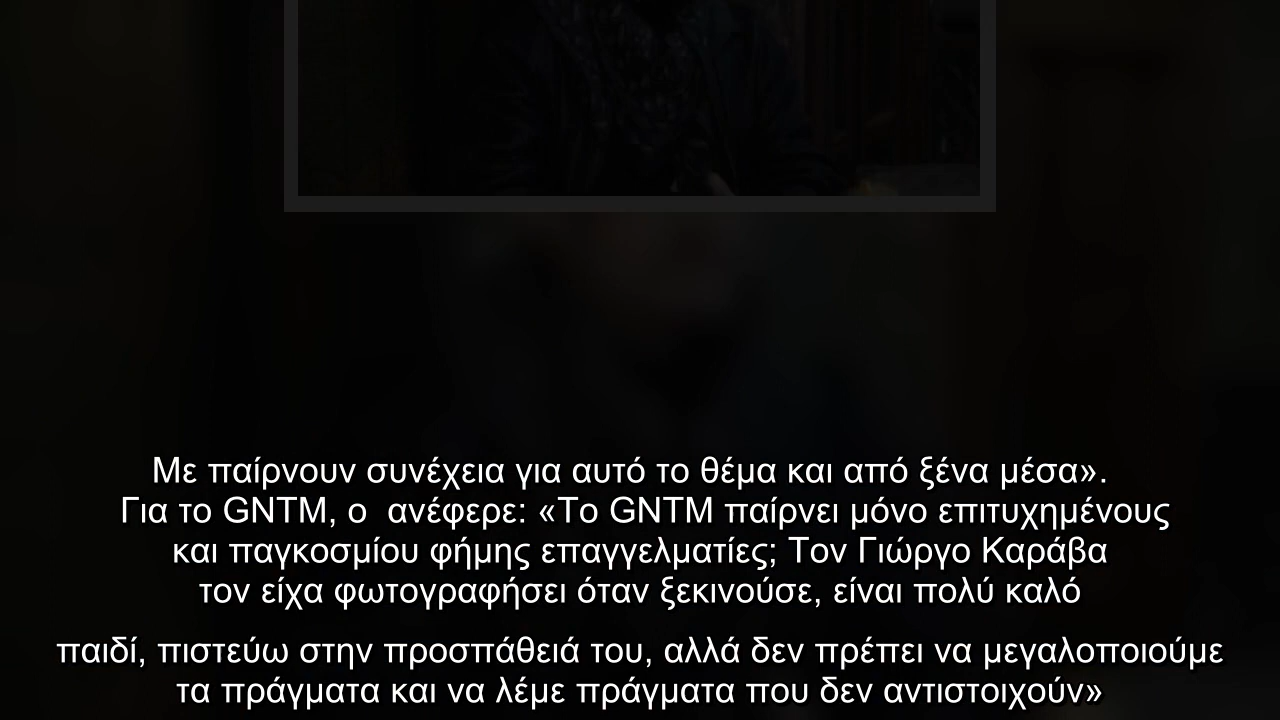 Με παίρνουν συνέχεια για αυτό το θέμα και από ξένα μέσα».
Για το GNTM, ο  ανέφερε: «Το GNTM παίρνει μόνο επιτυχημένους
και παγκοσμίου φήμης επαγγελματίες; Τον Γιώργο Καράβα
τον είχα φωτογραφήσει όταν ξεκινούσε, είναι πολύ καλό
παιδί, πιστεύω στην προσπάθειά του, αλλά δεν πρέπει να μεγαλοποιούμε
τα πράγματα και να λέμε πράγματα που δεν αντιστοιχούν»